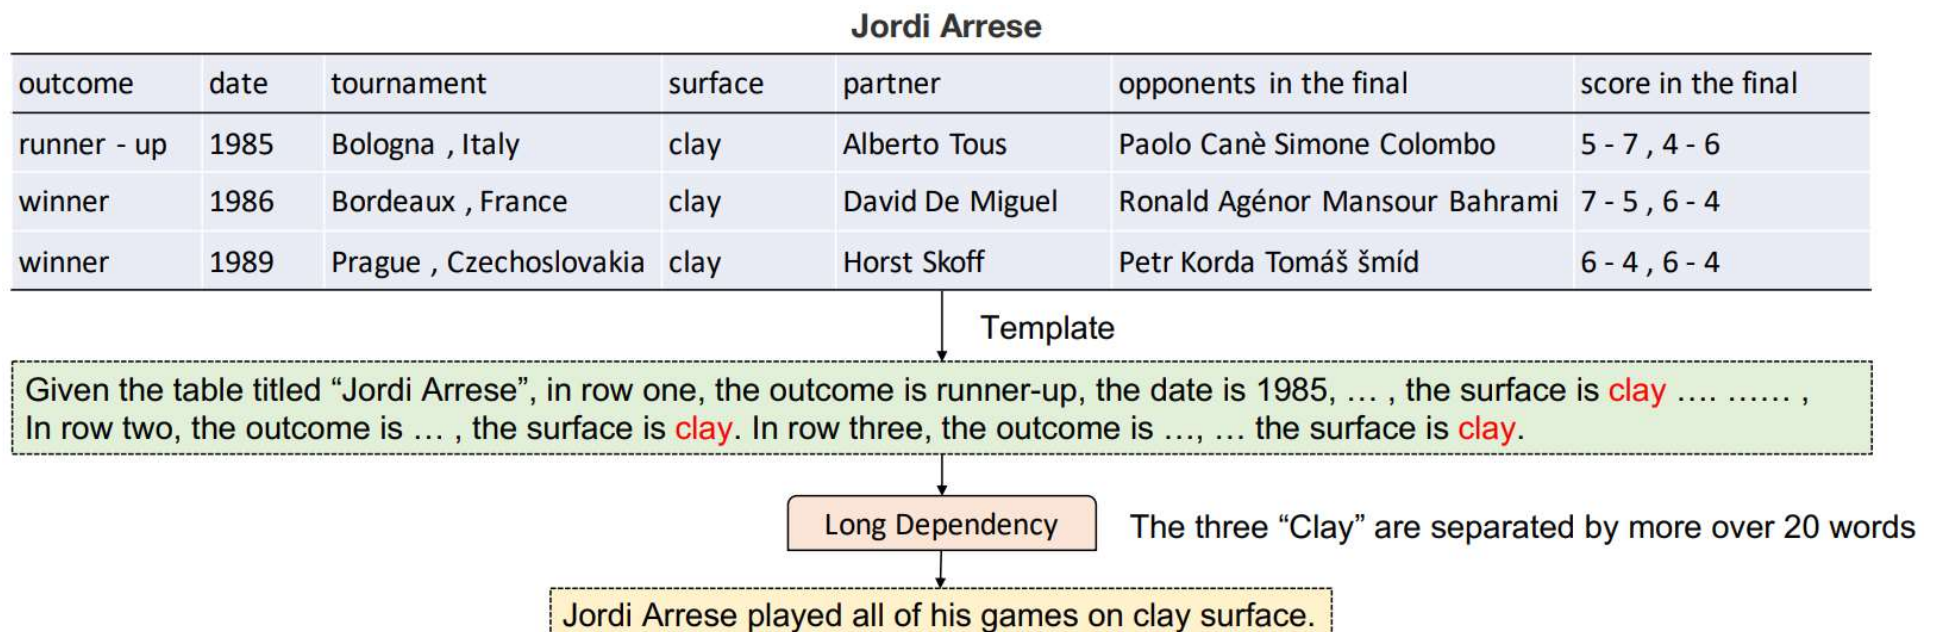 Jordi Arrese
outcome date tournament surface partner opponents in the final score in the final
runner - up 1985 Bologna , Italy clay Alberto Tous Paolo Canè Simone Colombo 5 - 7 , 4 - 6
winner 1986 Bordeaux , France clay David De Miguel Ronald Agénor Mansour Bahrami 7 - 5 , 6 - 4
winner 1989 Prague , Czechoslovakia clay Horst Skoff Petr Korda Tomáš šmíd 6 - 4 , 6 - 4
Template
Given the table titled “Jordi Arrese”, in row one, the outcome is runner-up, the date is 1985, … , the surface is clay …. …… ,
In row two, the outcome is … , the surface is clay. In row three, the outcome is …, … the surface is clay.
Long Dependency
The three “Clay” are separated by more over 20 words
Jordi Arrese played all of his games on clay surface.